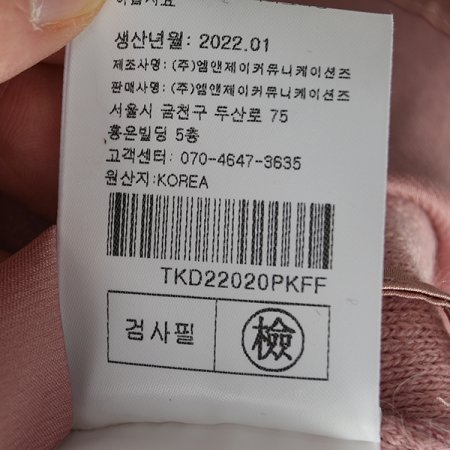 생산년월: 2022.01
제조사명: (주)엠앤제이커뮤니케이션즈
판매사명: (주)엠앤제이커뮤니케이션즈
서울시 금천구 두산로 75
홍은빌딩 5층
고객센터: 070-4647-3635
원산지:KOREA
TKD22020PKFF
검사필 檢